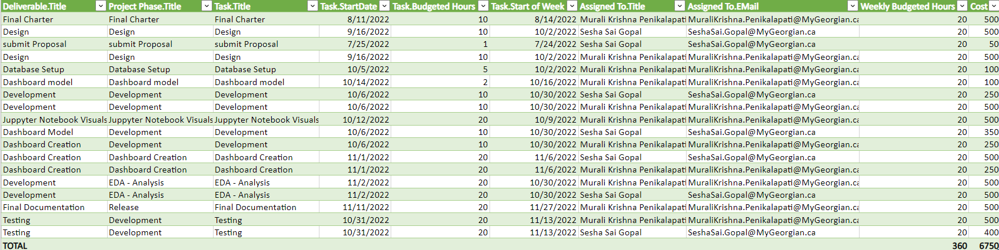 Deliverable.Title Project Phase.Title Task.Title Task.StartDate Task.Budgeted Hours Task.Start of Week Assigned To.Title Assigned To.EMail Weekly Budgeted Hours Cost
Final Charter Final Charter Final Charter 8/11/2022 10 8/14/2022 Murali Krishna Penikalapati MuraliKrishna.Penikalapati@MyGeorgian.ca 20 500
Design Design Design 9/16/2022 10 10/2/2022 Sesha Sai Gopal SeshaSai.Gopal@MyGeorgian.ca 20 500
submit Proposal submit Proposal submit Proposal 7/25/2022 1 7/24/2022 Sesha Sai Gopal SeshaSai.Gopal@MyGeorgian.ca 20 50
Design Design Design 9/16/2022 10 10/2/2022 Murali Krishna Penikalapati MuraliKrishna.Penikalapati@MyGeorgian.ca 20 500
Database Setup Database Setup Database Setup 10/5/2022 5 10/2/2022 Murali Krishna Penikalapati MuraliKrishna.Penikalapati@MyGeorgian.ca 20 100
Dashboard model Dashboard model Dashboard model 10/14/2022 2 10/16/2022 Murali Krishna Penikalapati MuraliKrishna.Penikalapati@MyGeorgian.ca 20 100
Development Development Development 10/6/2022 10 10/30/2022 Sesha Sai Gopal SeshaSai.Gopal@MyGeorgian.ca 20 250
Development Development Development 10/6/2022 10 10/30/2022 Murali Krishna Penikalapati MuraliKrishna.Penikalapati@MyGeorgian.ca 20 500
Juppyter Notebook Visuals Juppyter Notebook Visuals Juppyter Notebook Visuals 10/12/2022 20 10/9/2022 Murali Krishna Penikalapati MuraliKrishna.Penikalapati@MyGeorgian.ca 20 500
Dashboard Model Development Development 10/6/2022 10 10/30/2022 Sesha Sai Gopal SeshaSai.Gopal@MyGeorgian.ca 20 350
Dashboard Creation Development Development 10/6/2022 10 10/30/2022 Murali Krishna Penikalapati MuraliKrishna.Penikalapati@MyGeorgian.ca 20 250
Dashboard Creation Dashboard Creation Dashboard Creation 11/1/2022 20 11/6/2022 Sesha Sai Gopal SeshaSai.Gopal@MyGeorgian.ca 20 500
Dashboard Creation Dashboard Creation Dashboard Creation 11/1/2022 20 11/6/2022 Murali Krishna Penikalapati MuraliKrishna.Penikalapati@MyGeorgian.ca 20 250
Development EDA - Analysis EDA - Analysis 11/2/2022 20 10/30/2022 Murali Krishna Penikalapati MuraliKrishna.Penikalapati@MyGeorgian.ca 20 500
Development EDA - Analysis EDA - Analysis 11/2/2022 20 10/30/2022 Sesha Sai Gopal SeshaSai.Gopal@MyGeorgian.ca 20 500
Final Documentation Release Final Documentation 11/11/2022 20 11/27/2022 Murali Krishna Penikalapati MuraliKrishna.Penikalapati@MyGeorgian.ca 20 500
Testing Development Testing 10/31/2022 20 11/13/2022 Murali Krishna Penikalapati MuraliKrishna.Penikalapati@MyGeorgian.ca 20 500
Testing Development Testing 10/31/2022 20 11/13/2022 Sesha Sai Gopal SeshaSai.Gopal@MyGeorgian.ca 20 400
TOTAL 360 6750